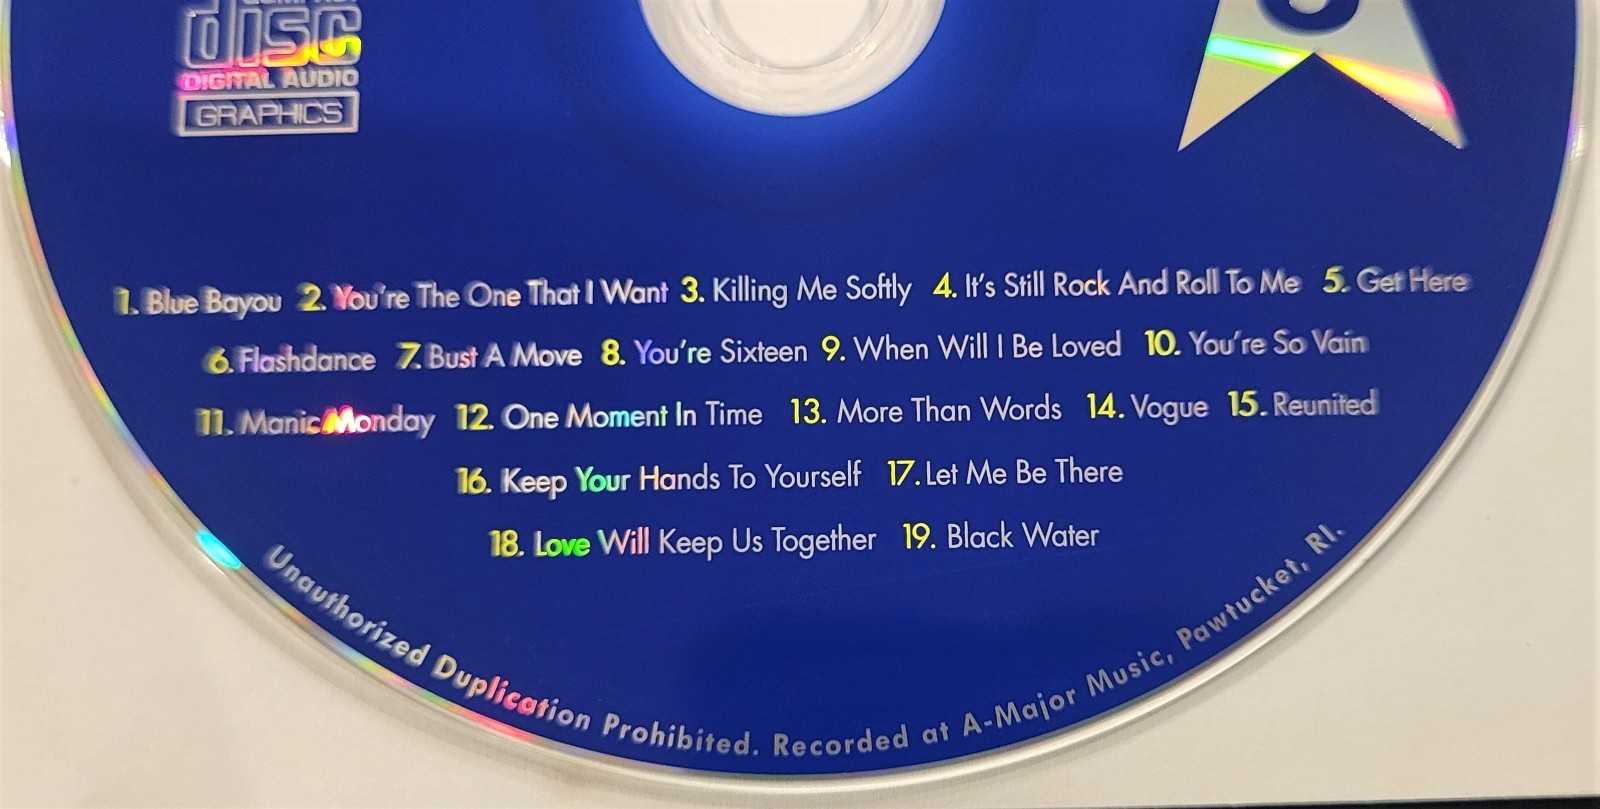 disc
DIGITAL AUDIO
GRAPHICS
1. Blue Bayou 2. You're The One That I Want 3. Killing Me Softly 4. It's Still Rock And Roll To Me 5. Get Here
6. Flashdance 7. Bust A Move 8. You're Sixteen 9. When Will I Be Loved 10. You're So Vain
11. Manic Monday 12. One Moment In Time 13. More Than Words 14. Vogue 15. Reunited
16. Keep Your Hands To Yourself 17. Let Me Be There
18. Love Will Keep Us Together 19. Black Water
Unauthorized Duplication Prohibited. Recorded at A-Major Music, Pawtucket, RI.